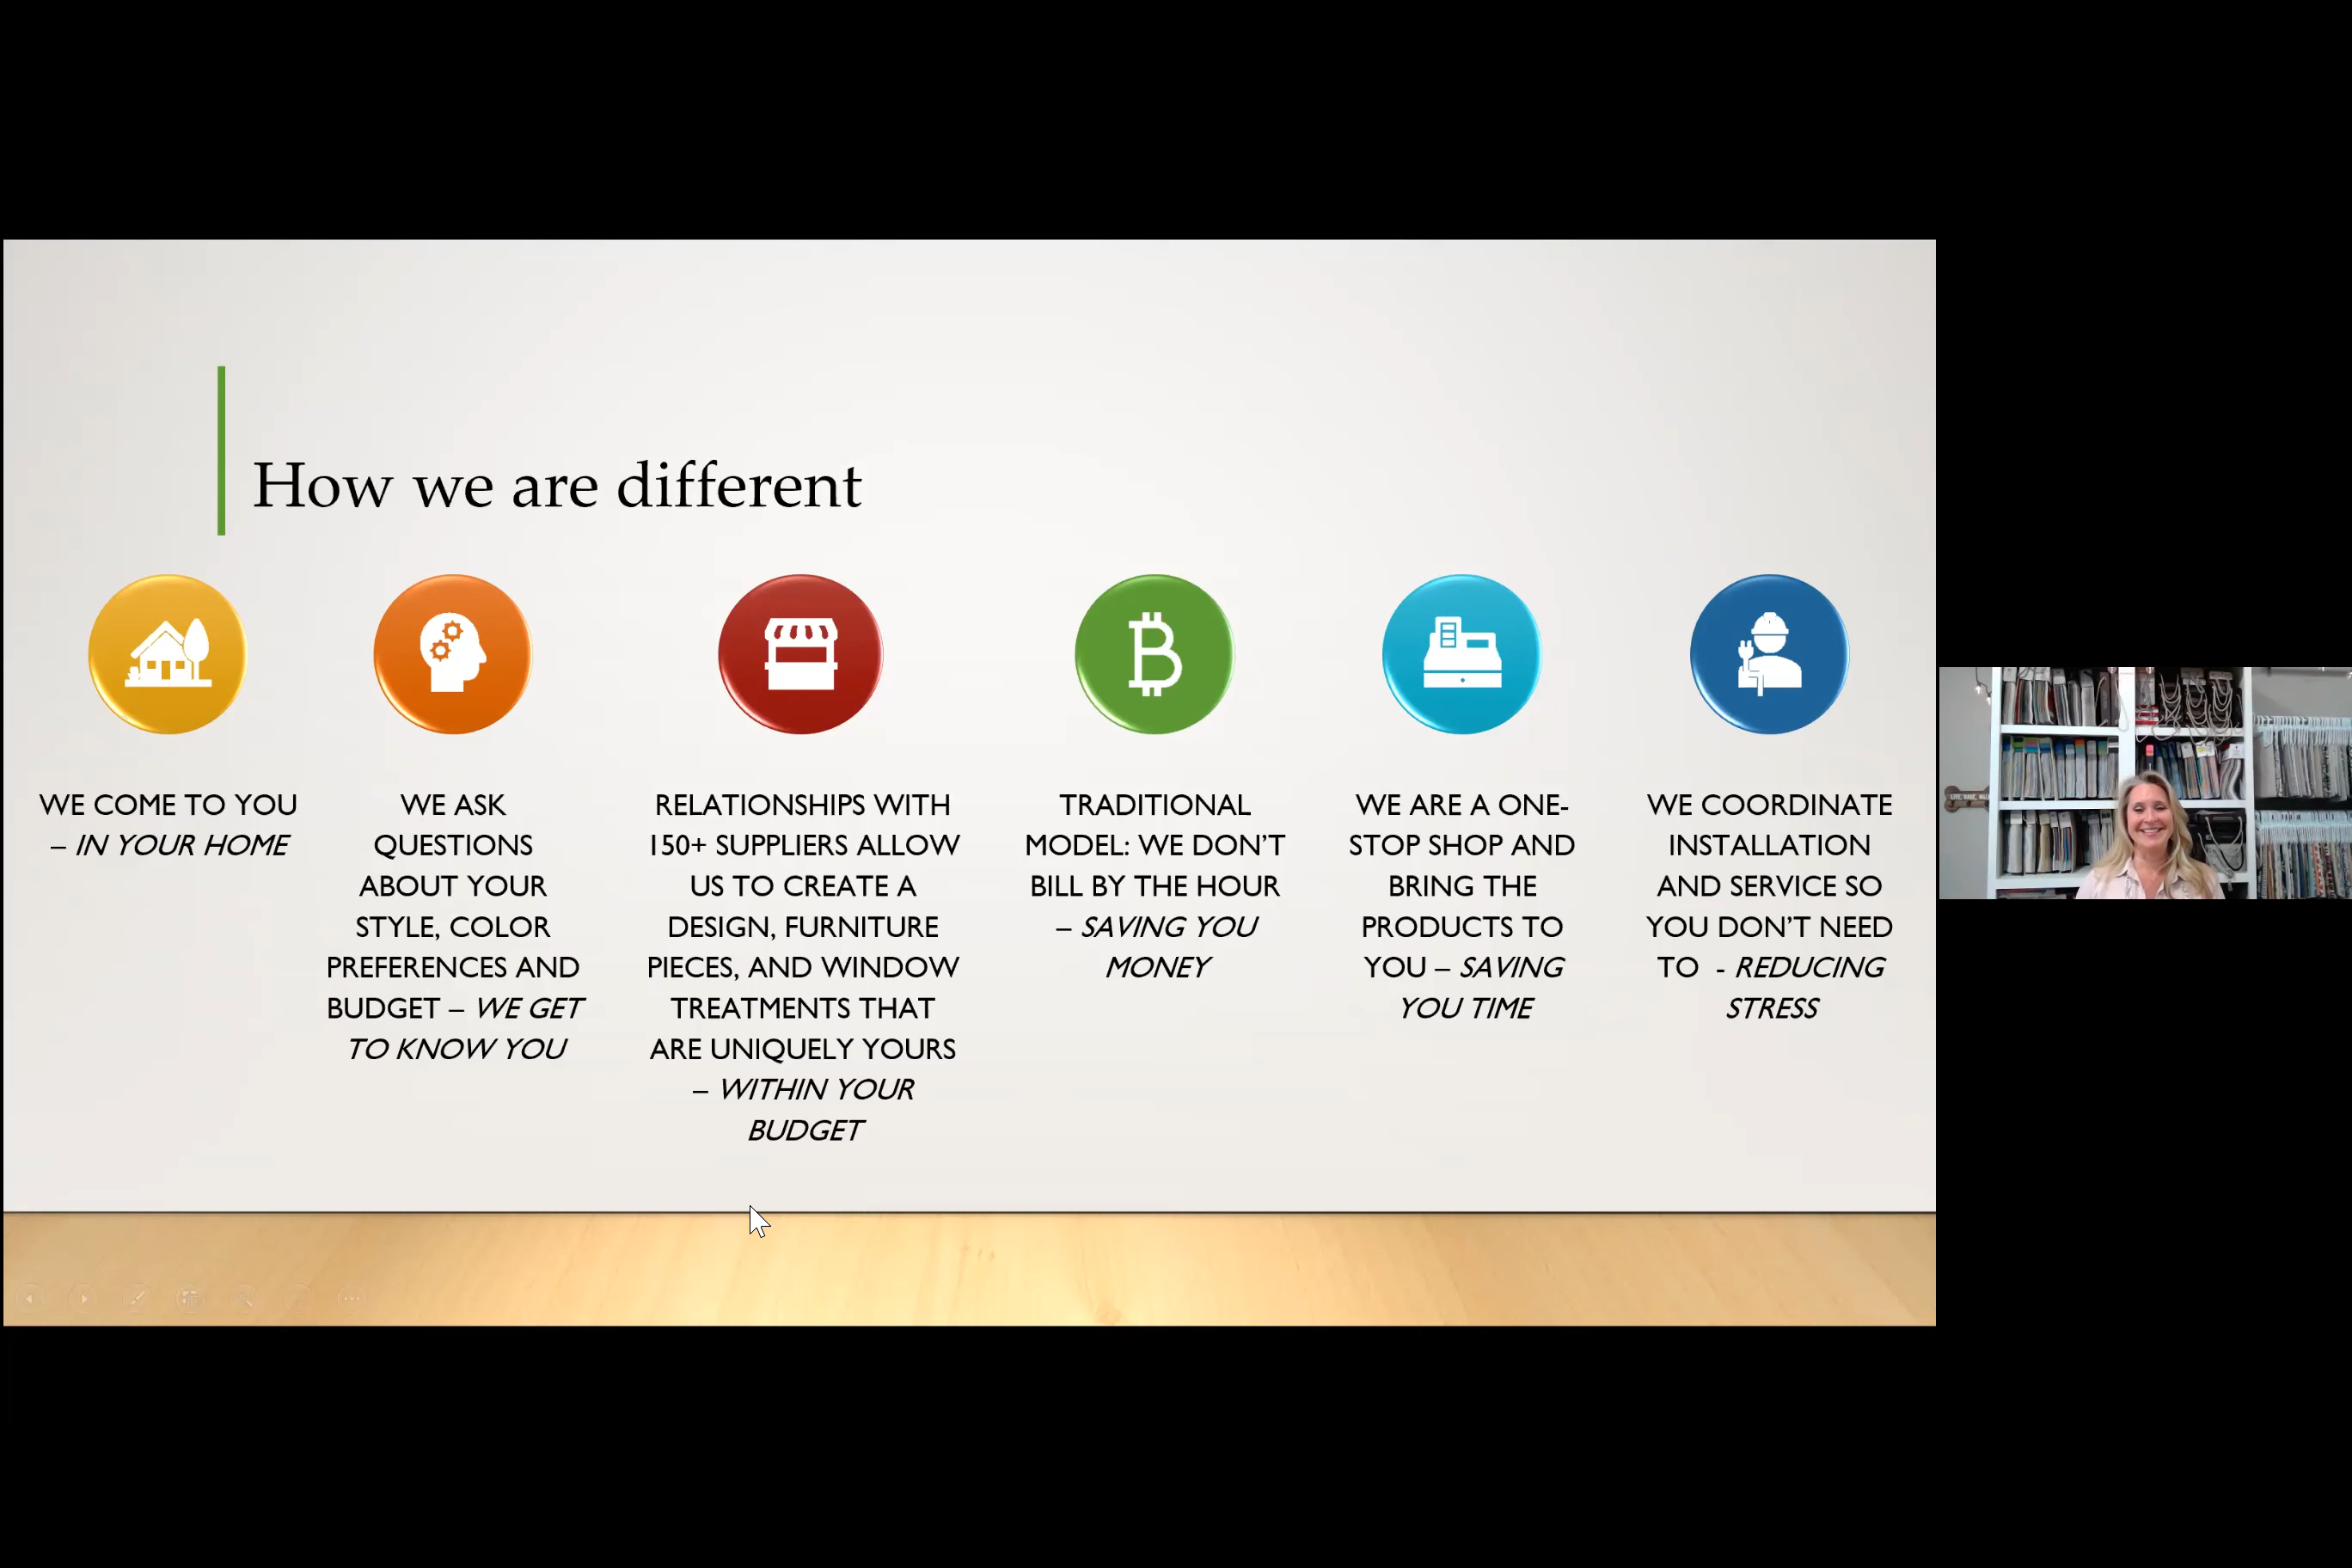 How we are different
WE COME TO YOU
– IN YOUR HOME
WE ASK
QUESTIONS
ABOUT YOUR
STYLE, COLOR
PREFERENCES AND
BUDGET – WE GET
TO KNOW YOU
RELATIONSHIPS WITH
150+ SUPPLIERS ALLOW
US TO CREATE A
DESIGN, FURNITURE
PIECES, AND WINDOW
TREATMENTS THAT
ARE UNIQUELY YOURS
– WITHIN YOUR
BUDGET
TRADITIONAL
MODEL: WE DON'T
BILL BY THE HOUR
– SAVING YOU
MONEY
WE ARE A ONE-
STOP SHOP AND
BRING THE
PRODUCTS TO
YOU – SAVING
YOU TIME
WE COORDINATE
INSTALLATION
AND SERVICE SO
YOU DON'T NEED
TO - REDUCING
STRESS